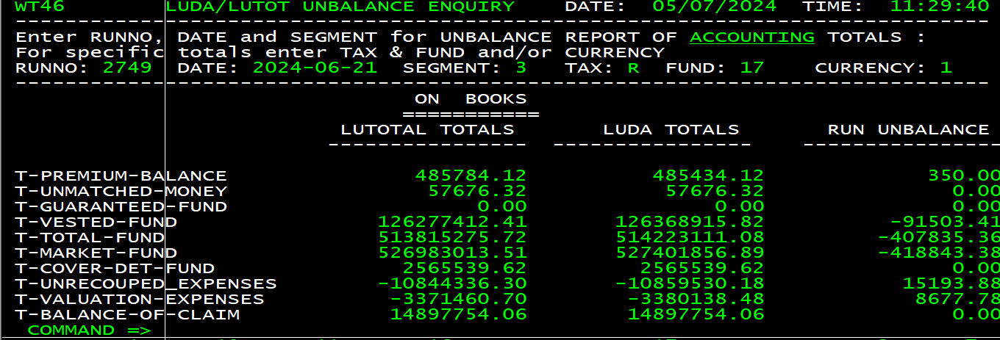 WT46 LUDA/LUTOT UNBALANCE ENQUIRY DATE: 05/07/2024 TIME: 11:29:40
--------------------------------------------------------------------------------
Enter RUNNO, DATE and SEGMENT for UNBALANCE REPORT OF ACCOUNTING TOTALS :
For specific totals enter TAX & FUND and/or CURRENCY
RUNNO: 2749 DATE: 2024-06-21 SEGMENT: 3 TAX: R FUND: 17 CURRENCY: 1
--------------------------------------------------------------------------------
ON BOOKS
===========
LUTOTAL TOTALS LUDA TOTALS RUN UNBALANCE
---------------- ---------------- ----------------
T-PREMIUM-BALANCE 485784.12 485434.12 350.00
T-UNMATCHED-MONEY 57676.32 57676.32 0.00
T-GUARANTEED-FUND 0.00 0.00 0.00
T-VESTED-FUND 126277412.41 126368915.82 -91503.41
T-TOTAL-FUND 513815275.72 514223111.08 -407835.36
T-MARKET-FUND 526983013.51 527401856.89 -418843.38
T-COVER-DET-FUND 2565539.62 2565539.62 0.00
T-UNRECOUPED_EXPENSES -10844336.30 -10859530.18 15193.88
T-VALUATION-EXPENSES -3371460.70 -3380138.48 8677.78
T-BALANCE-OF-CLAIM 14897754.06 14897754.06 0.00
COMMAND =>